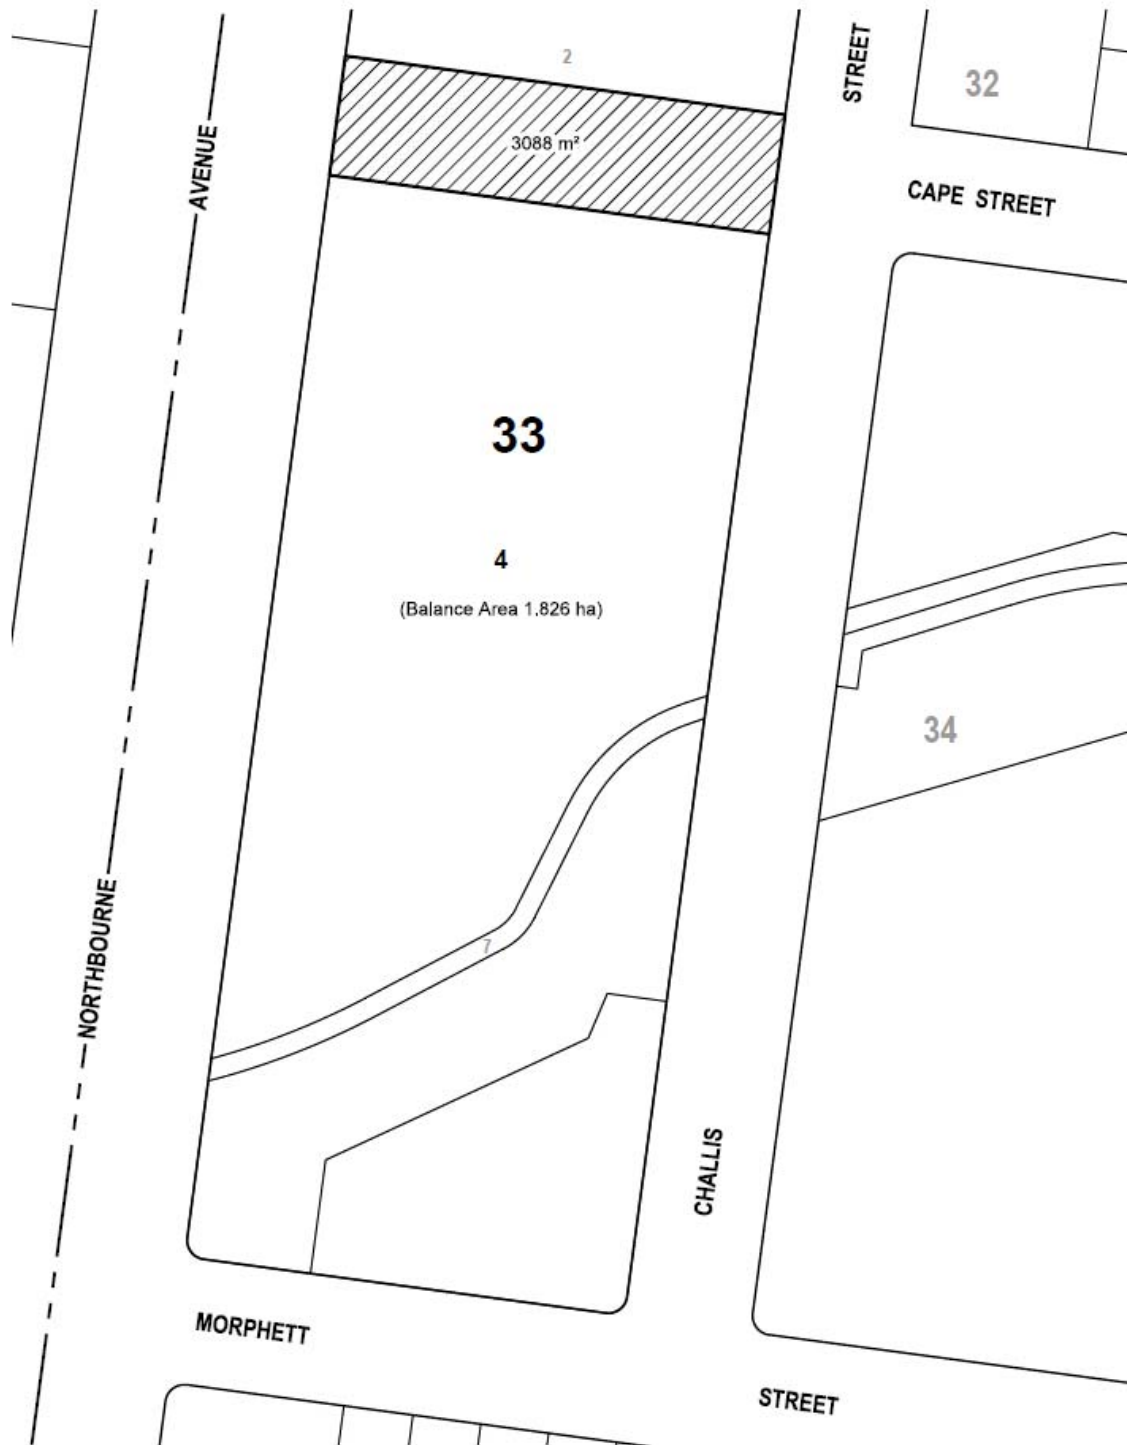 2
STREET
32
3088 m²
AVENUE
CAPE STREET
33
4
(Balance Area 1.826 ha)
34
NORTHBOURNE
7
CHALLIS
MORPHETT
STREET